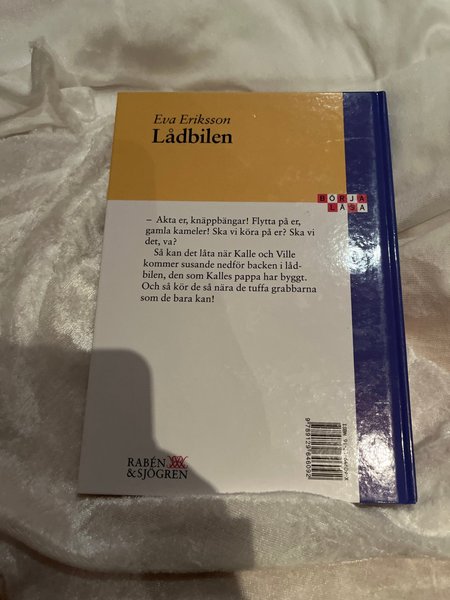 Eva Eriksson
Lådbilen
BÖRJA
LÄSA
– Akta er, knäppbängar! Flytta på er,
gamla kameler! Ska vi köra på er? Ska vi
det, va?
Så kan det låta när Kalle och Ville
kommer susande nedför backen i låd-
bilen, den som Kalles pappa har byggt.
Och så kör de så nära de tuffa grabbarna
som de bara kan!
RABÉN
&SJÖGREN